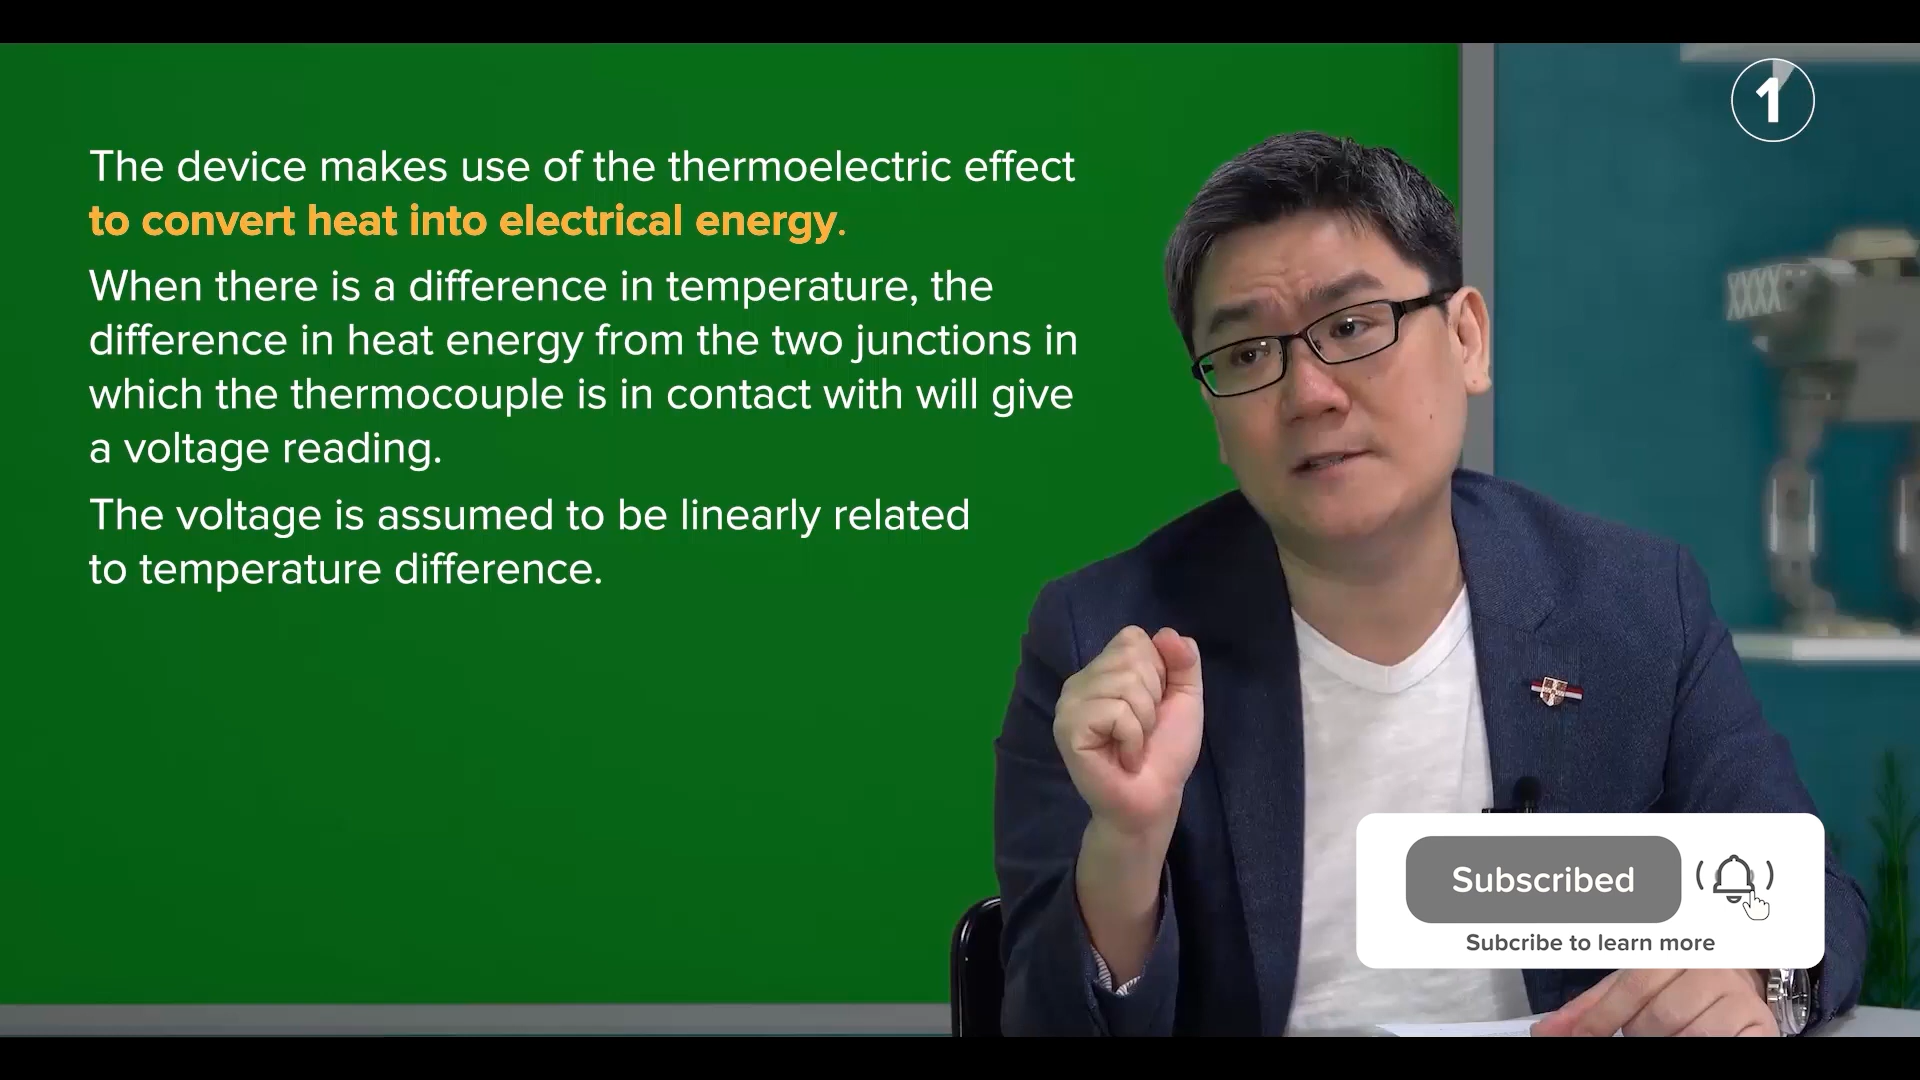 1
The device makes use of the thermoelectric effect
to convert heat into electrical energy.
When there is a difference in temperature, the
difference in heat energy from the two junctions in
which the thermocouple is in contact with will give
a voltage reading.
The voltage is assumed to be linearly related
to temperature difference.
XXXX
Subscribed
Subcribe to learn more